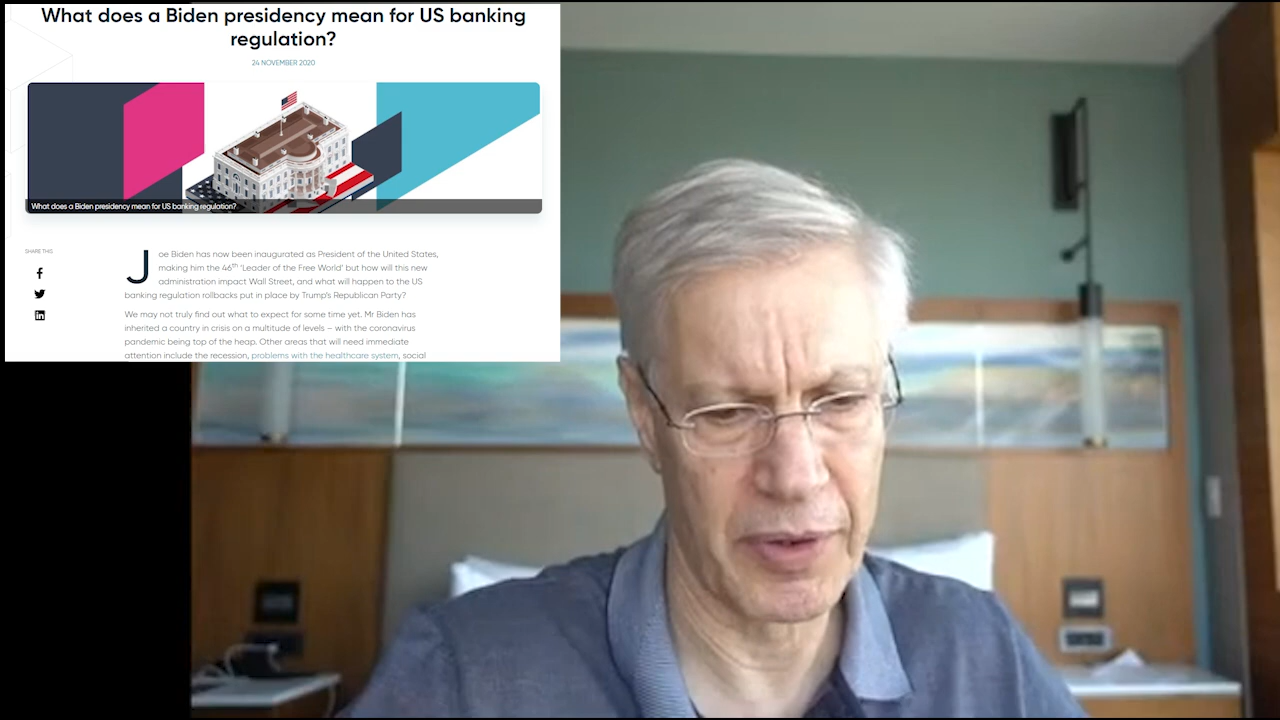 What does a Biden presidency mean for US banking
regulation?
24 NOVEMBER 2020
What does a Biden presidency mean for US banking regulation?
SHARE THIS
Joe Biden has now been inaugurated as President of the United States,
making him the 46th 'Leader of the Free World' but how will this new
administration impact Wall Street, and what will happen to the US
banking regulation rollbacks put in place by Trump's Republican Party?
We may not truly find out what to expect for some time yet. Mr Biden has
inherited a country in crisis on a multitude of levels – with the coronavirus
pandemic being top of the heap. Other areas that will need immediate
attention include the recession, problems with the healthcare system, social